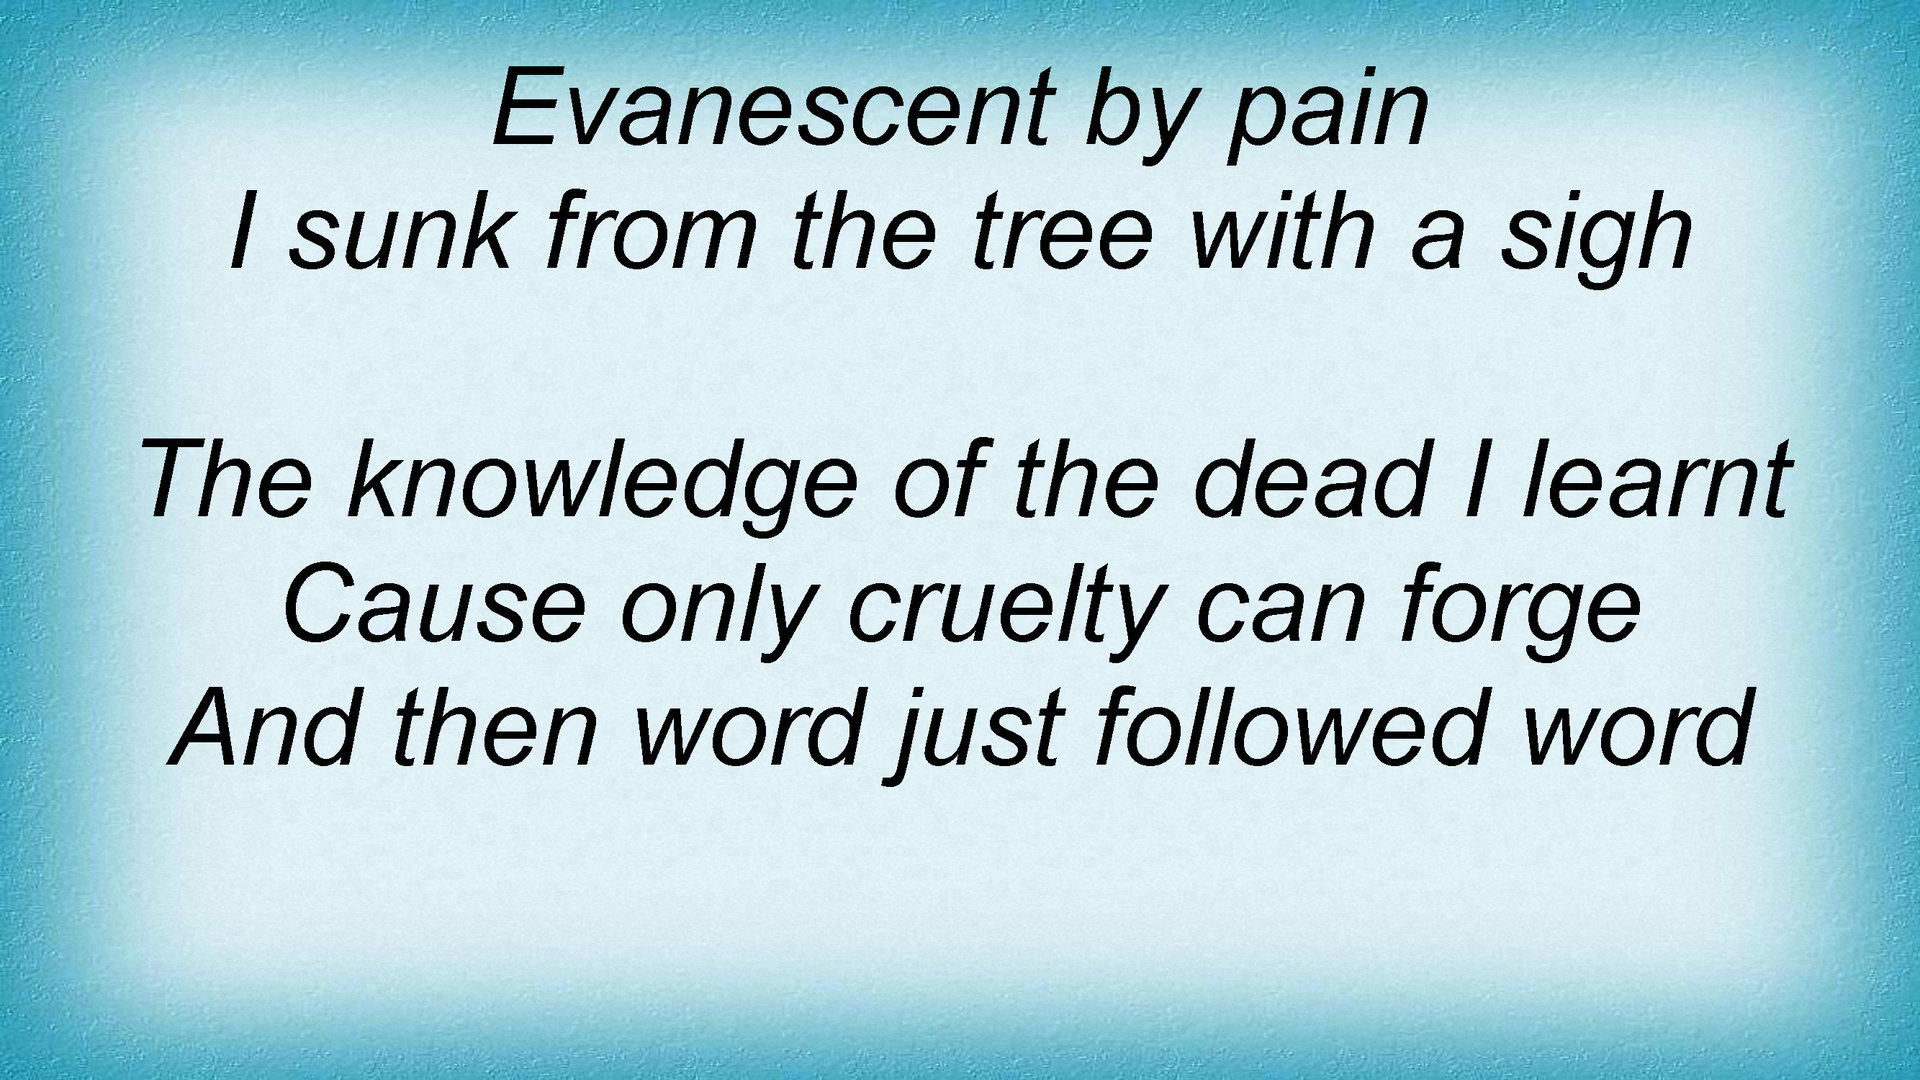 Evanescent by pain
I sunk from the tree with a sigh
The knowledge of the dead I learnt
Cause only cruelty can forge
And then word just followed word